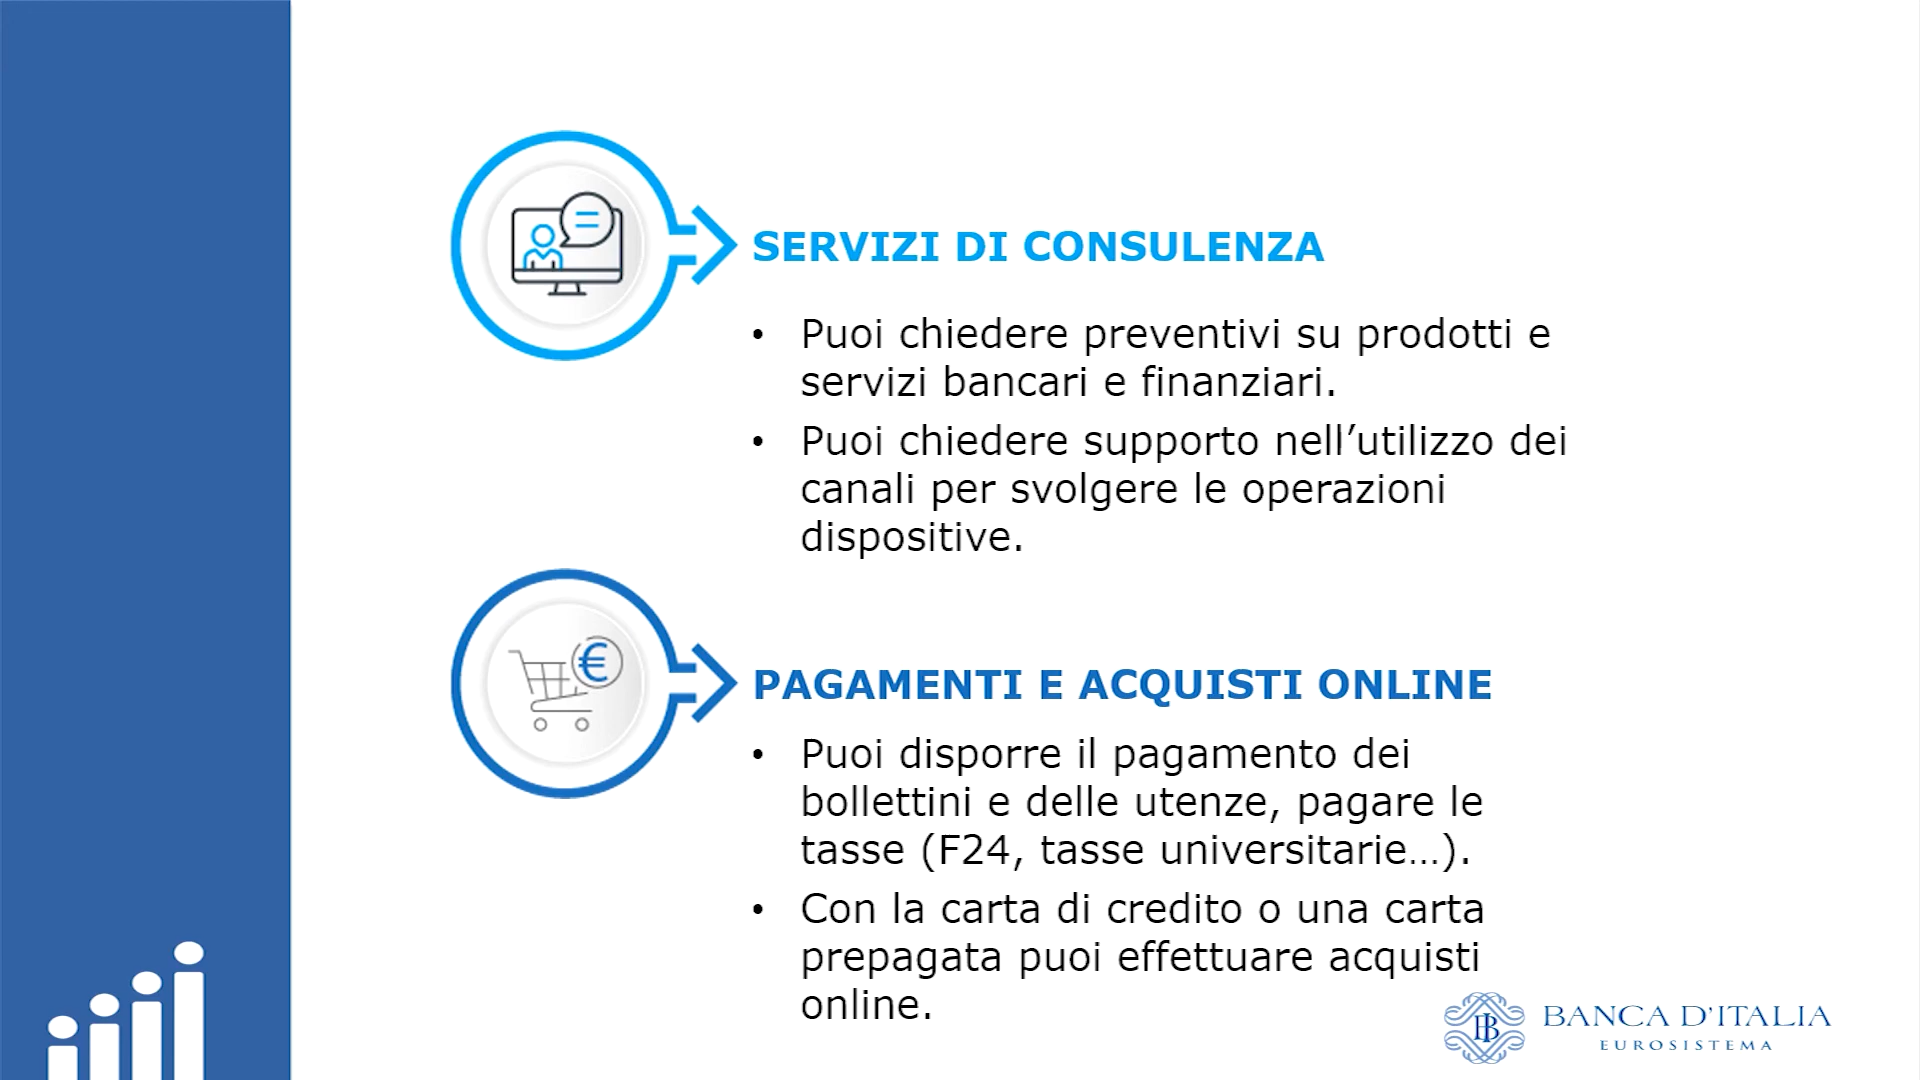 SERVIZI DI CONSULENZA
• Puoi chiedere preventivi su prodotti e
servizi bancari e finanziari.
• Puoi chiedere supporto nell’utilizzo dei
canali per svolgere le operazioni
dispositive.
€
PAGAMENTI E ACQUISTI ONLINE
• Puoi disporre il pagamento dei
bollettini e delle utenze, pagare le
tasse (F24, tasse universitarie…).
• Con la carta di credito o una carta
prepagata puoi effettuare acquisti
online.
BANCA D'ITALIA
EUROSISTEMA